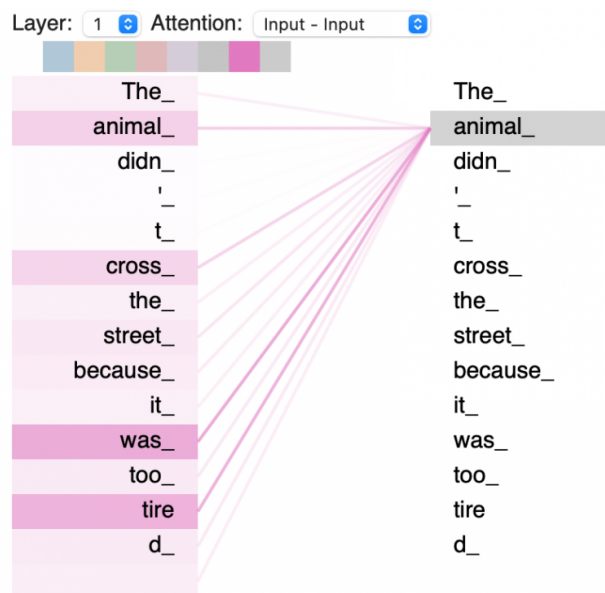 Layer: 1 Attention: Input - Input
The_ The_
animal_ animal_
didn_ didn_
'_ '_
t_ t_
cross_ cross_
the_ the_
street_ street_
because_ because_
it_ it_
was_ was_
too_ too_
tire tire
d_ d_